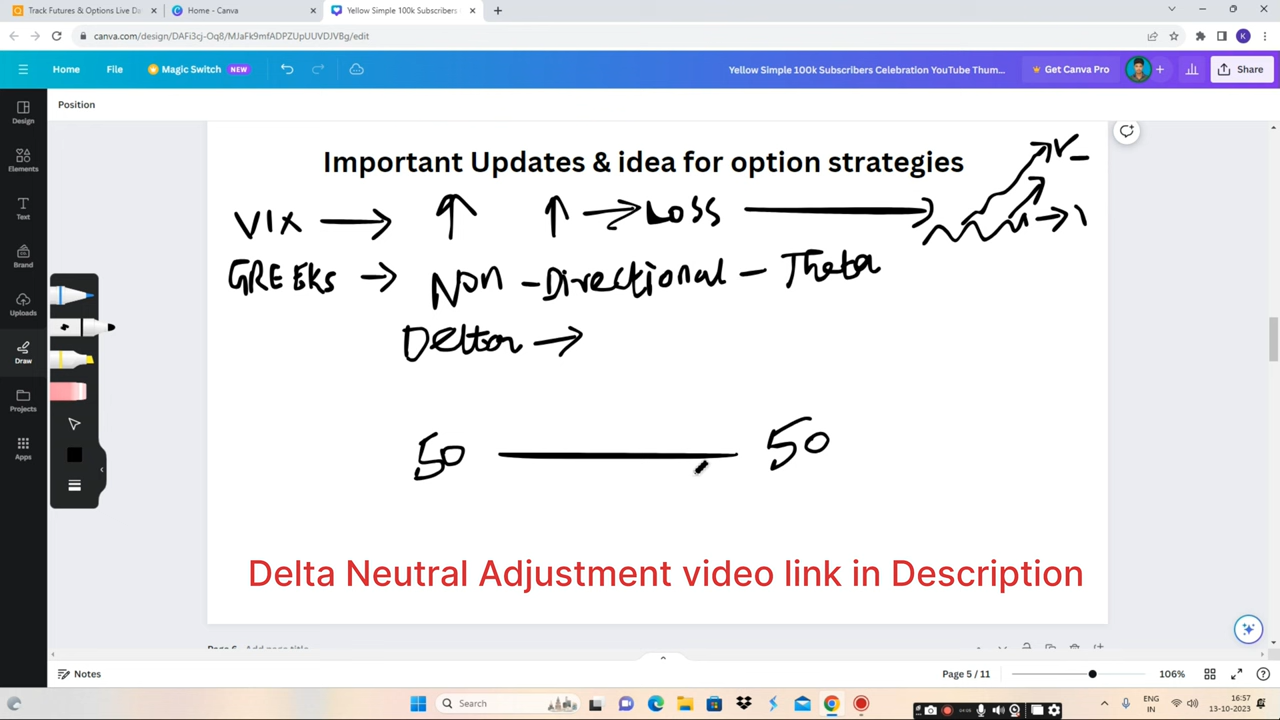 Track Futures & Options Live Da
Home - Canva
Yellow Simple 100k Subscribers
canva.com/design/DAFi3cj-Oq8/MJaFk9mfADPZUpUUVDJVBg/edit
Home File Magic Switch NEW Yellow Simple 100k Subscribers Celebration YouTube Thum... Get Canva Pro Share
Position
Design
Elements
Text
Brand
Uploads
Draw
Projects
Apps
Important Updates & idea for option strategies
VIX → ↑ ↑ → LOSS
GREEKs → Non - Directional - Theta
Delta →
50 50
Delta Neutral Adjustment video link in Description
Notes Page 5 / 11 106%
Search
ENG
IN
16:57
13-10-2023